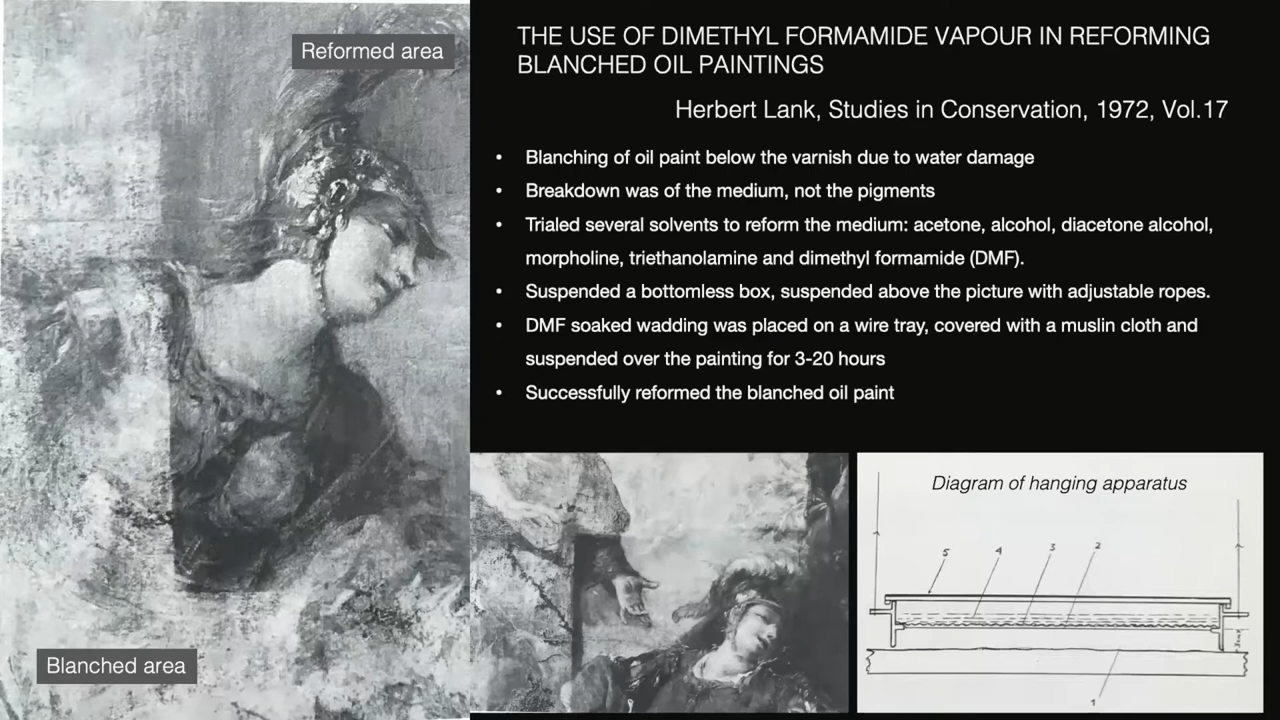 Reformed area
Blanched area
THE USE OF DIMETHYL FORMAMIDE VAPOUR IN REFORMING
BLANCHED OIL PAINTINGS
Herbert Lank, Studies in Conservation, 1972, Vol.17
• Blanching of oil paint below the varnish due to water damage
• Breakdown was of the medium, not the pigments
• Trialed several solvents to reform the medium: acetone, alcohol, diacetone alcohol,
morpholine, triethanolamine and dimethyl formamide (DMF).
• Suspended a bottomless box, suspended above the picture with adjustable ropes.
• DMF soaked wadding was placed on a wire tray, covered with a muslin cloth and
suspended over the painting for 3-20 hours
• Successfully reformed the blanched oil paint
Diagram of hanging apparatus
5 4 3 2
1